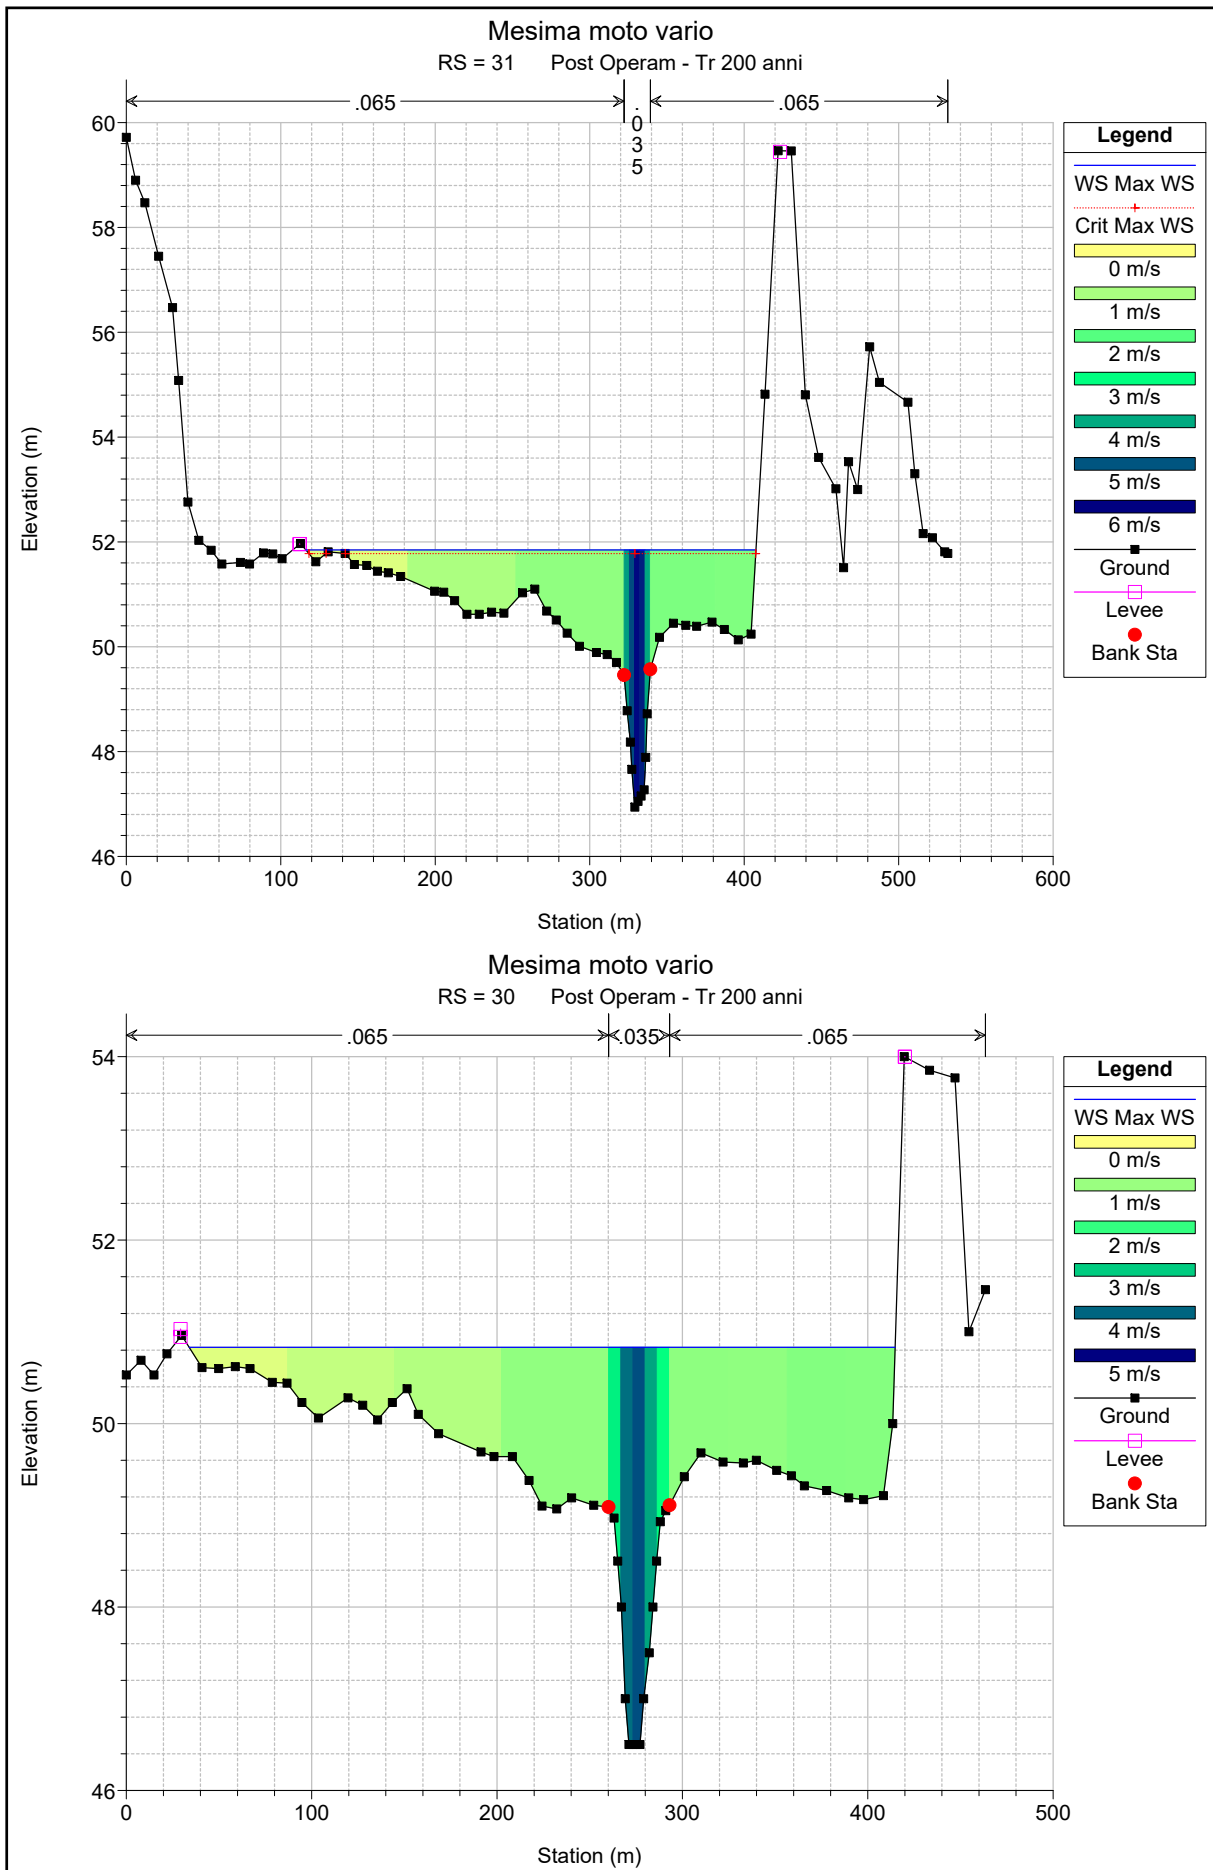 Mesima moto vario
RS = 31 Post Operam - Tr 200 anni
.065
.035
.065
Elevation (m)
60
58
56
54
52
50
48
46
0 100 200 300 400 500 600
Station (m)
Legend
WS Max WS
Crit Max WS
0 m/s
1 m/s
2 m/s
3 m/s
4 m/s
5 m/s
6 m/s
Ground
Levee
Bank Sta
Mesima moto vario
RS = 30 Post Operam - Tr 200 anni
.065 .035 .065
Elevation (m)
54
52
50
48
46
0 100 200 300 400 500
Station (m)
Legend
WS Max WS
0 m/s
1 m/s
2 m/s
3 m/s
4 m/s
5 m/s
Ground
Levee
Bank Sta